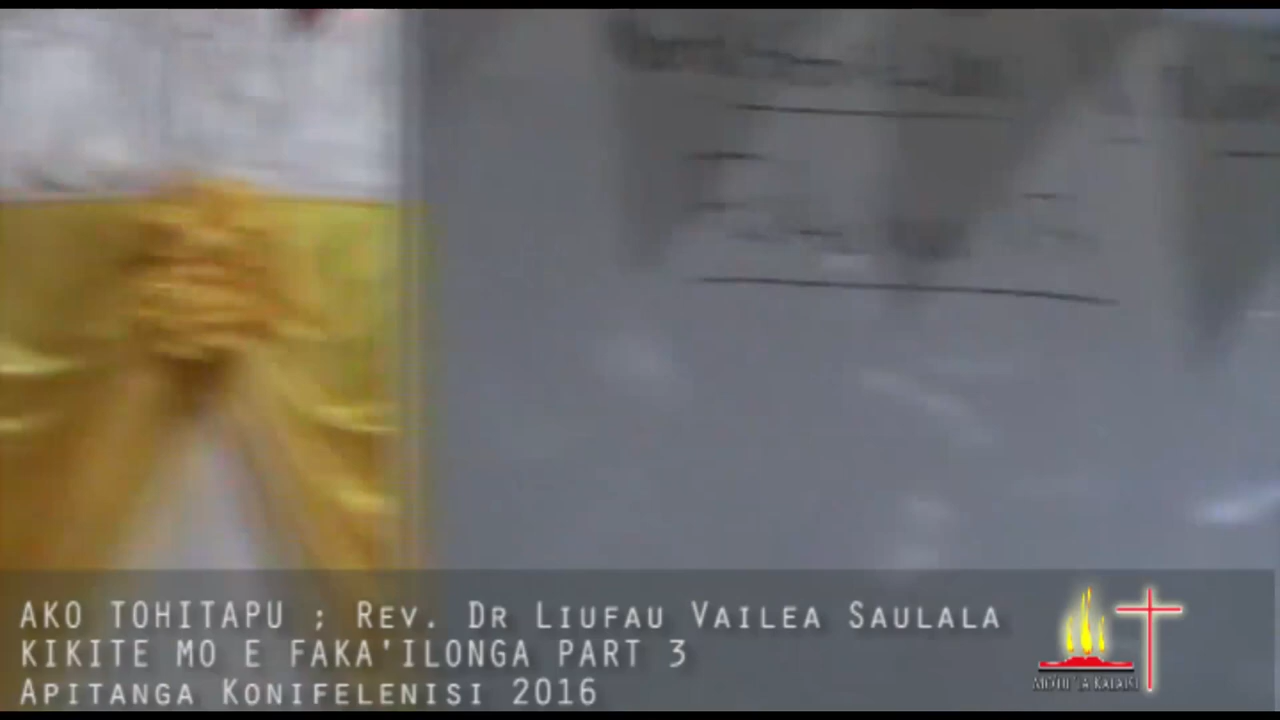 AKO TOHITAPU ; REV. DR LIUFAU VAILEA SAULALA
KIKITE MO E FAKA'ILONGA PART 3
APITANGA KONIFELENISI 2016